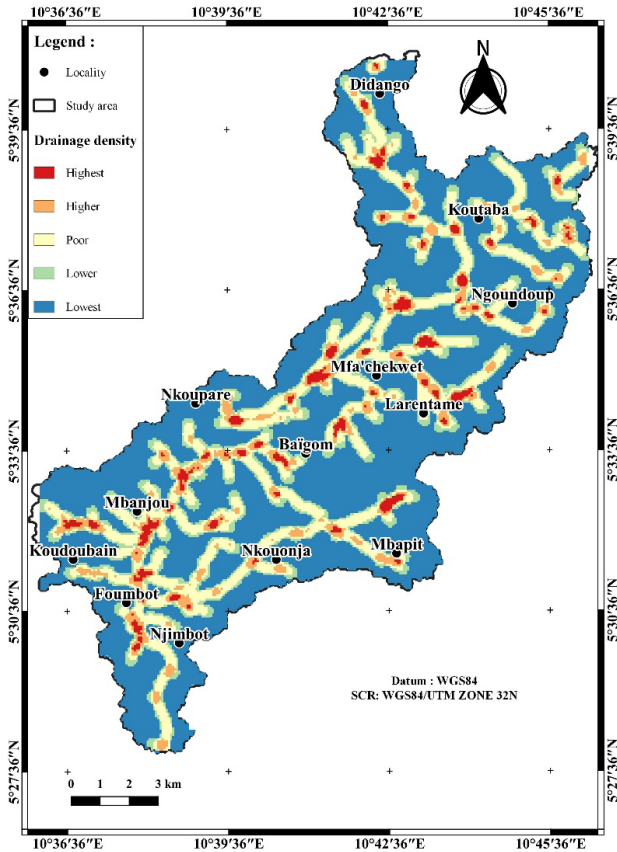 10°36′36″E 10°39′36″E 10°42′36″E 10°45′36″E
Legend :
Locality
Study area
Drainage density
Highest
Higher
Poor
Lower
Lowest
N
Didango
Koutaba
Ngoundoup
Mfa'chekwet
Nkoupare
Larentame
Baïgom
Mbanjou
Koudoubain
Nkouonja
Mbapit
Foumbot
Njimbot
5°39′36″N 5°39′36″N
5°36′36″N 5°36′36″N
5°33′36″N 5°33′36″N
5°30′36″N 5°30′36″N
5°27′36″N 5°27′36″N
Datum : WGS84
SCR: WGS84/UTM ZONE 32N
0 1 2 3 km
10°36′36″E 10°39′36″E 10°42′36″E 10°45′36″E